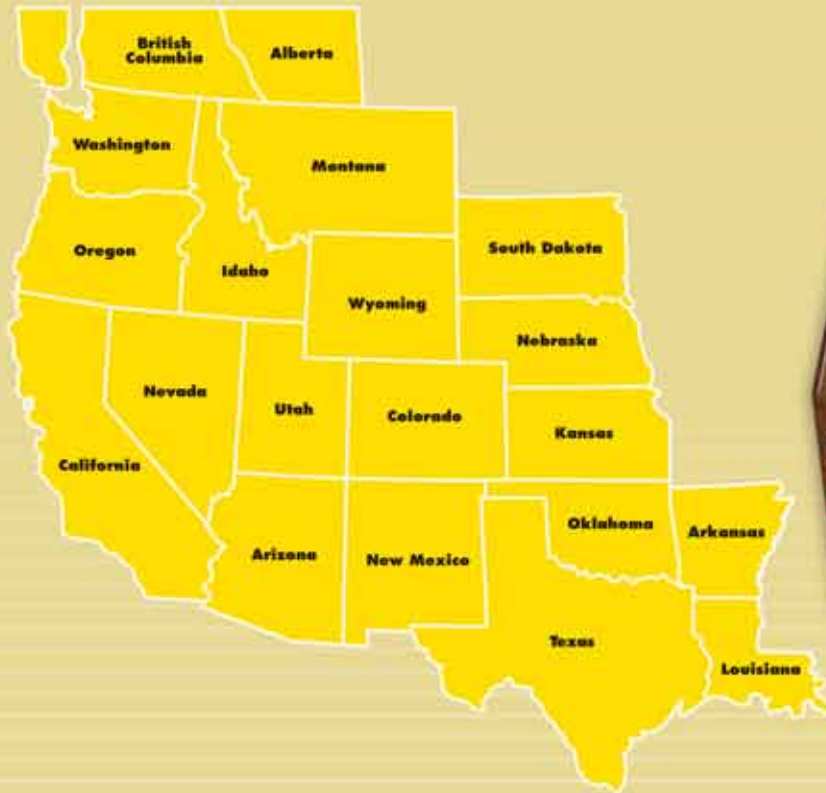 British
Columbia
Alberta
Washington
Montana
Oregon
Idaho
South Dakota
Wyoming
Nebraska
Nevada
Utah
Colorado
Kansas
California
Oklahoma
Arkansas
Arizona
New Mexico
Texas
Louisiana